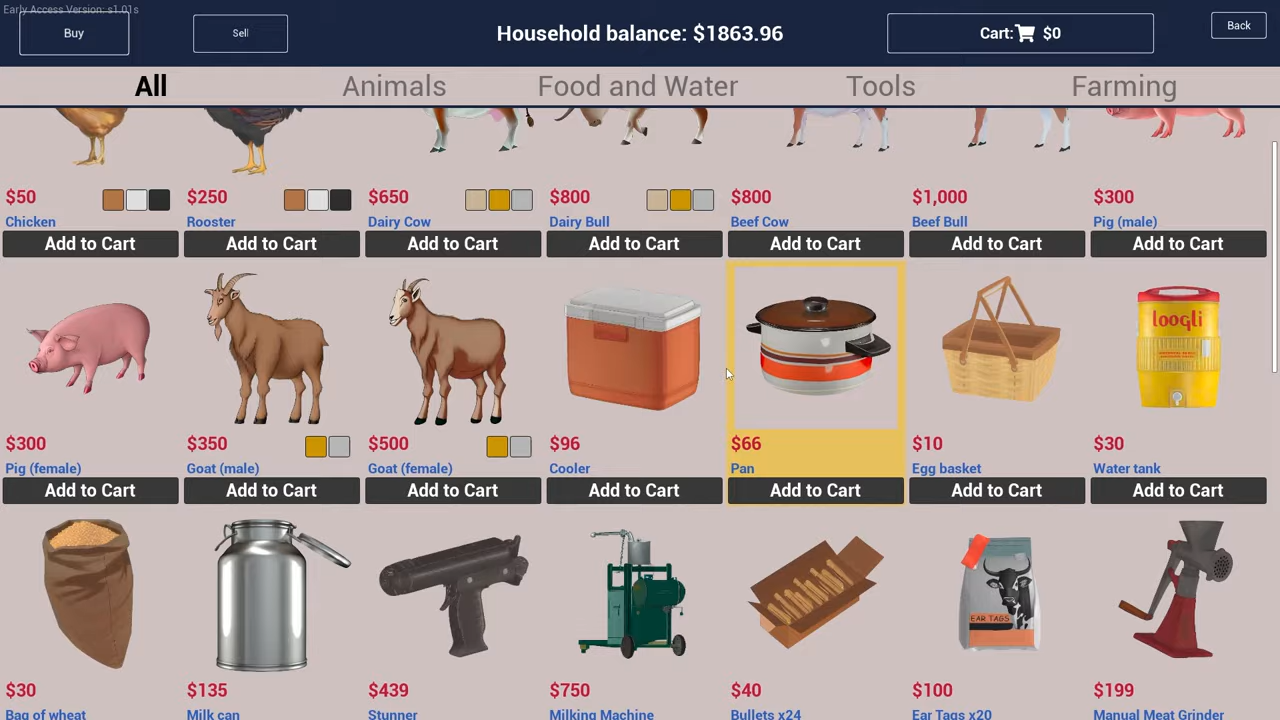 Early Access Version: s1.01s
Buy
Sell
Household balance: $1863.96
Cart: $0
Back
All
Animals
Food and Water
Tools
Farming
$50
$250
$650
$800
$800
$1,000
$300
Chicken
Rooster
Dairy Cow
Dairy Bull
Beef Cow
Beef Bull
Pig (male)
Add to Cart
Add to Cart
Add to Cart
Add to Cart
Add to Cart
Add to Cart
Add to Cart
loogli
$300
$350
$500
$96
$66
$10
$30
Pig (female)
Goat (male)
Goat (female)
Cooler
Pan
Egg basket
Water tank
Add to Cart
Add to Cart
Add to Cart
Add to Cart
Add to Cart
Add to Cart
Add to Cart
EAR TAGS
$30
$135
$439
$750
$40
$100
$199
Bag of wheat
Milk can
Stunner
Milking Machine
Bullets x24
Ear Tags x20
Manual Meat Grinder